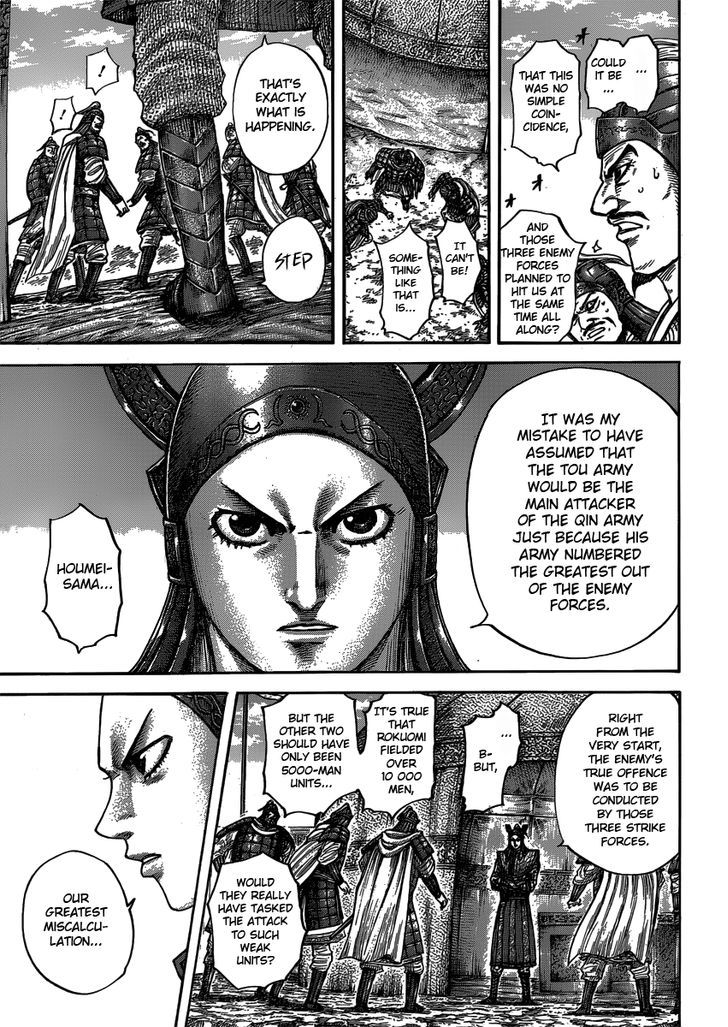 COULD
IT BE
...
...
THAT THIS
WAS NO
SIMPLE
COIN-
CIDENCE,
AND
THOSE
THREE ENEMY
FORCES
PLANNED TO
HIT US AT
THE SAME
TIME ALL
ALONG?
IT
CAN'T
BE!
SOME-
THING
LIKE
THAT
IS...
THAT'S
EXACTLY
WHAT IS
HAPPENING.
STEP
!
!
IT WAS MY
MISTAKE TO HAVE
ASSUMED THAT
THE TOU ARMY
WOULD BE THE
MAIN ATTACKER
OF THE QIN ARMY
JUST BECAUSE HIS
ARMY NUMBERED
THE GREATEST OUT
OF THE ENEMY
FORCES.
HOUMEI-
SAMA...
RIGHT
FROM THE
VERY START,
THE ENEMY'S
TRUE OFFENCE
WAS TO BE
CONDUCTED
BY THOSE
THREE STRIKE
FORCES.
...
B-
BUT,
IT'S TRUE
THAT
ROKUOMI
FIELDED
OVER
10 000
MEN,
BUT THE
OTHER TWO
SHOULD HAVE
ONLY BEEN
5000-MAN
UNITS...
WOULD
THEY REALLY
HAVE TASKED
THE ATTACK
TO SUCH
WEAK
UNITS?
OUR
GREATEST
MISCALCU-
LATION...